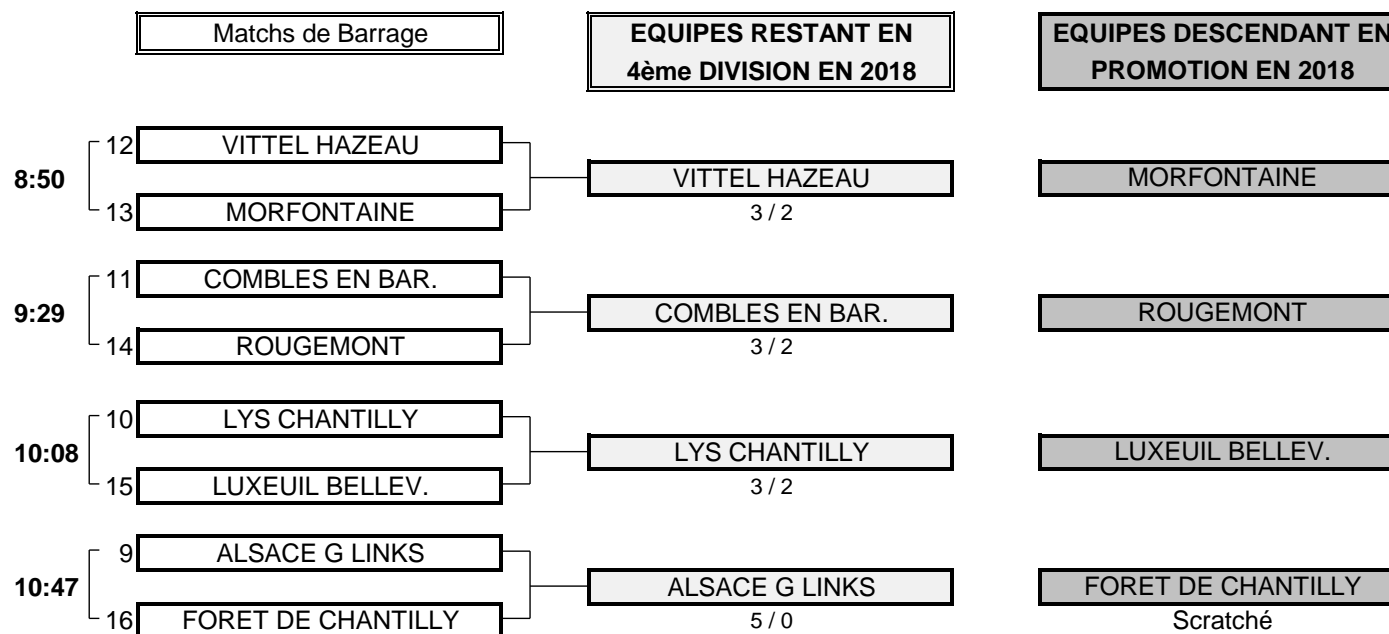 Matchs de Barrage
EQUIPES RESTANT EN
4ème DIVISION EN 2018
EQUIPES DESCENDANT EN
PROMOTION EN 2018
12 VITTEL HAZEAU
8:50
VITTEL HAZEAU
MORFONTAINE
13 MORFONTAINE
3 / 2
11 COMBLES EN BAR.
9:29
COMBLES EN BAR.
ROUGEMONT
14 ROUGEMONT
3 / 2
10 LYS CHANTILLY
10:08
LYS CHANTILLY
LUXEUIL BELLEV.
15 LUXEUIL BELLEV.
3 / 2
9 ALSACE G LINKS
10:47
ALSACE G LINKS
FORET DE CHANTILLY
16 FORET DE CHANTILLY
5 / 0
Scratché